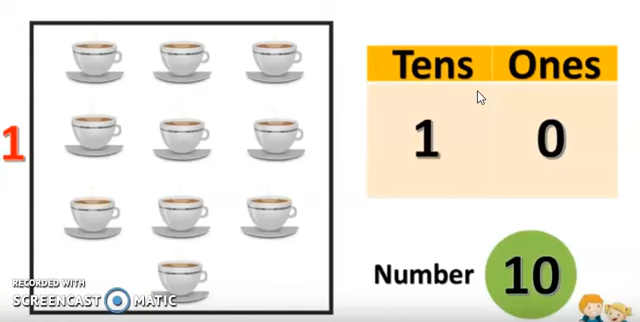 1
Tens Ones
1 0
Number 10
RECORDED WITH
SCREENCAST MATIC